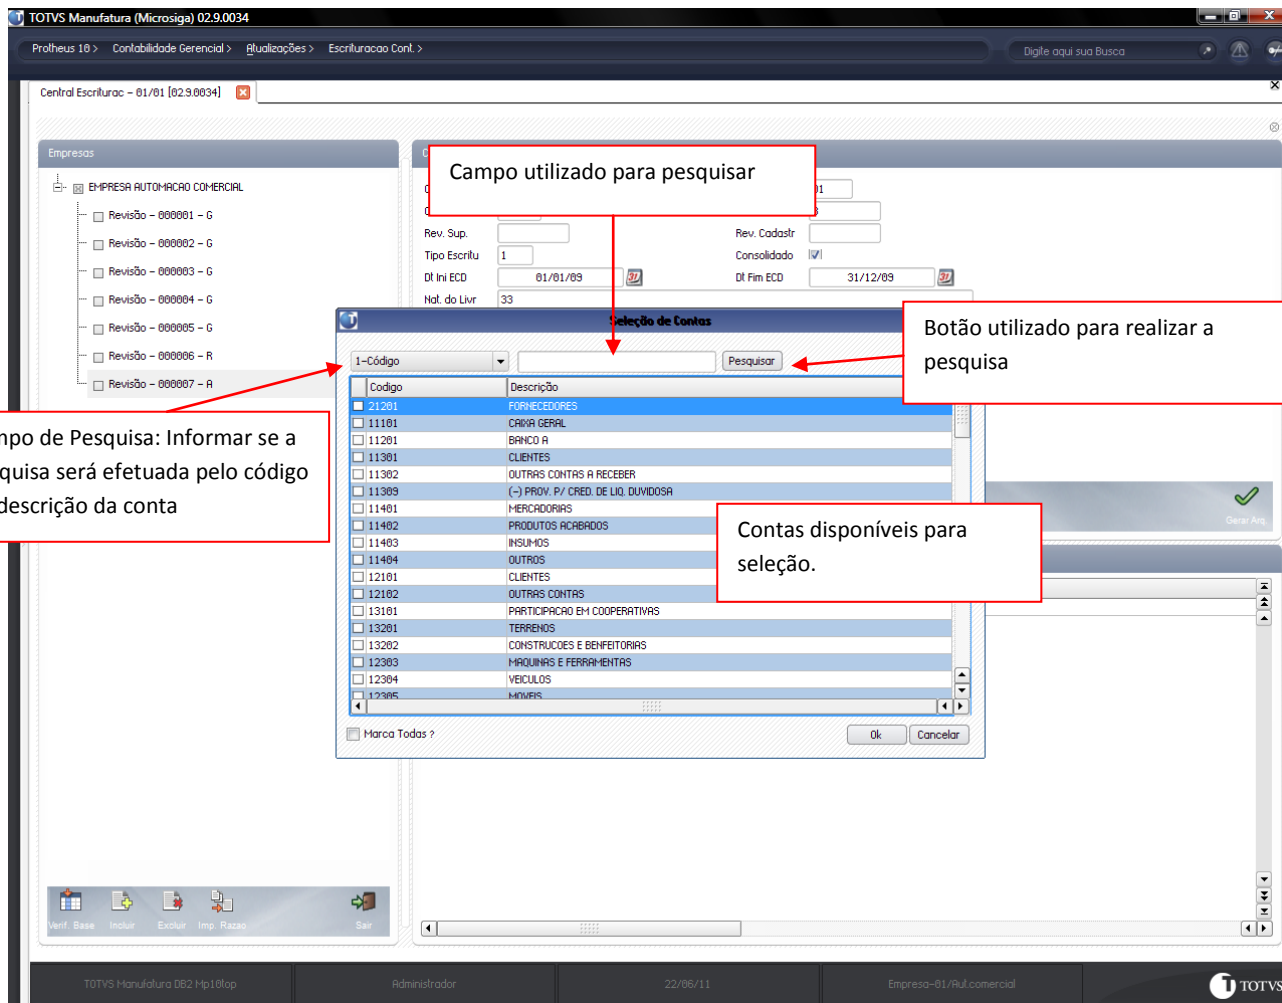 TOTVS Manufatura (Microsiga) 02.9.0034
Protheus 10 > Contabilidade Gerencial > Atualizações > Escrituracao Cont. >
Digite aqui sua Busca
Central Escriturac - 01/01 [02.9.0034]
Empresas
EMPRESA AUTOMACAO COMERCIAL
Revisão - 000001 - G
Revisão - 000002 - G
Revisão - 000003 - G
Revisão - 000004 - G
Revisão - 000005 - G
Revisão - 000006 - R
Revisão - 000007 - A
Campo utilizado para pesquisar
Rev. Sup.
Rev. Cadastr
Tipo Escritu 1
Consolidado
Dt Ini ECD 01/01/09
Dt Fim ECD 31/12/09
Nat. do Livr 33
Seleção de Contas
Botão utilizado para realizar a
pesquisa
1-Código
Pesquisar
de Pesquisa: Informar se a
será efetuada pelo código
descrição da conta
Codigo Descrição
21201 FORNECEDORES
11101 CAIXA GERAL
11201 BANCO A
11301 CLIENTES
11302 OUTRAS CONTAS A RECEBER
11309 (-) PROV. P/ CRED. DE LIQ. DUVIDOSA
11401 MERCADORIAS
11402 PRODUTOS ACABADOS
11403 INSUMOS
11404 OUTROS
12101 CLIENTES
12102 OUTRAS CONTAS
13101 PARTICIPACAO EM COOPERATIVAS
13201 TERRENOS
13202 CONSTRUCOES E BENFEITORIAS
12303 MAQUINAS E FERRAMENTAS
12304 VEICULOS
12305 MOVEIS
Contas disponíveis para
seleção.
Gerar Arq.
Marca Todas ?
Ok Cancelar
Verif. Base Incluir Excluir Imp. Razao Sair
TOTVS Manufatura DB2 Mp10top Administrador 22/06/11 Empresa-01/Aut.comercial TOTVS